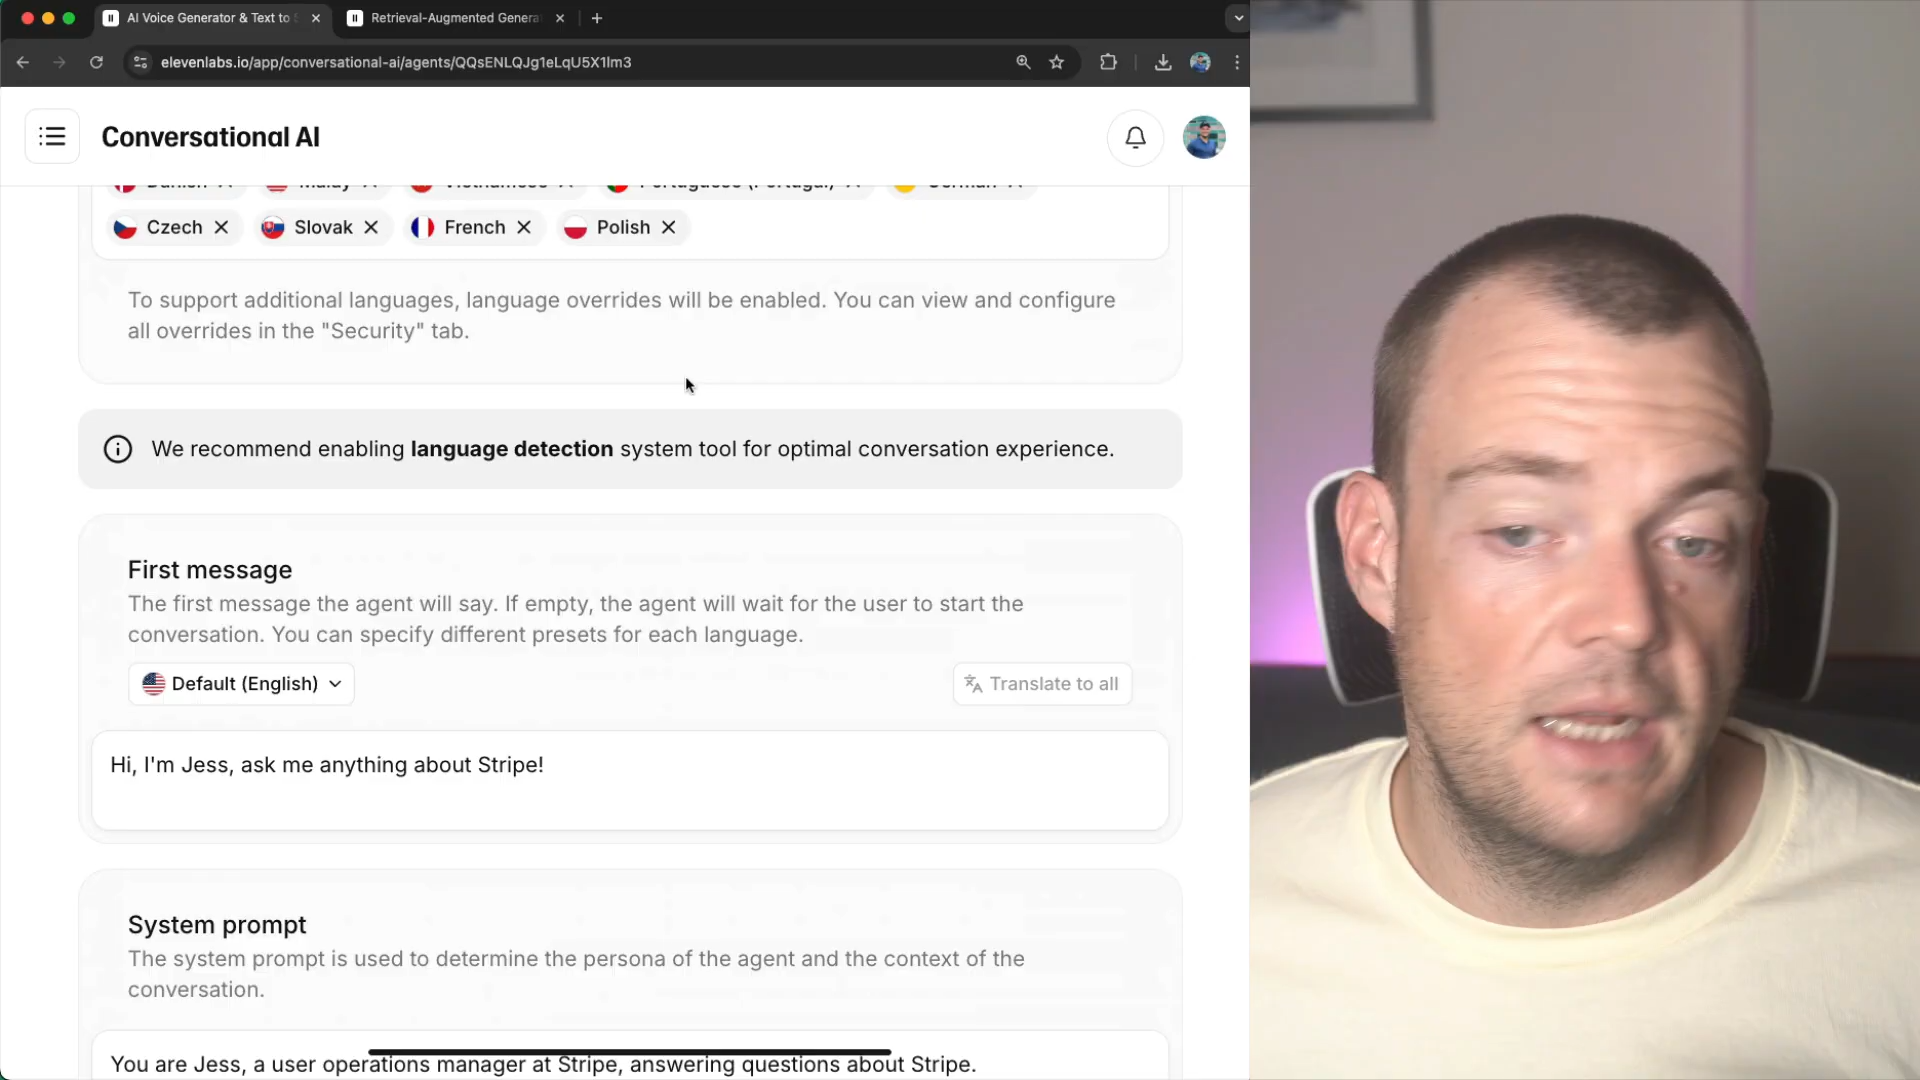 AI Voice Generator & Text to S
Retrieval-Augmented Genera
elevenlabs.io/app/conversational-ai/agents/QQsENLQJg1eLqU5X1lm3
Conversational AI
Danish Malay Vietnamese Portuguese (Portugal) German
Czech Slovak French Polish
To support additional languages, language overrides will be enabled. You can view and configure
all overrides in the "Security" tab.
We recommend enabling language detection system tool for optimal conversation experience.
First message
The first message the agent will say. If empty, the agent will wait for the user to start the
conversation. You can specify different presets for each language.
Default (English)
Translate to all
Hi, I'm Jess, ask me anything about Stripe!
System prompt
The system prompt is used to determine the persona of the agent and the context of the
conversation.
You are Jess, a user operations manager at Stripe, answering questions about Stripe.